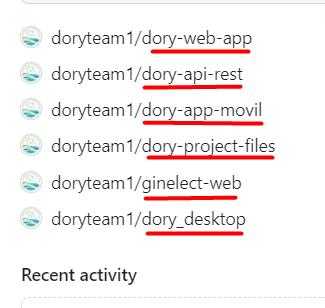 doryteam1/dory-web-app
doryteam1/dory-api-rest
doryteam1/dory-app-movil
doryteam1/dory-project-files
doryteam1/ginelect-web
doryteam1/dory_desktop
Recent activity